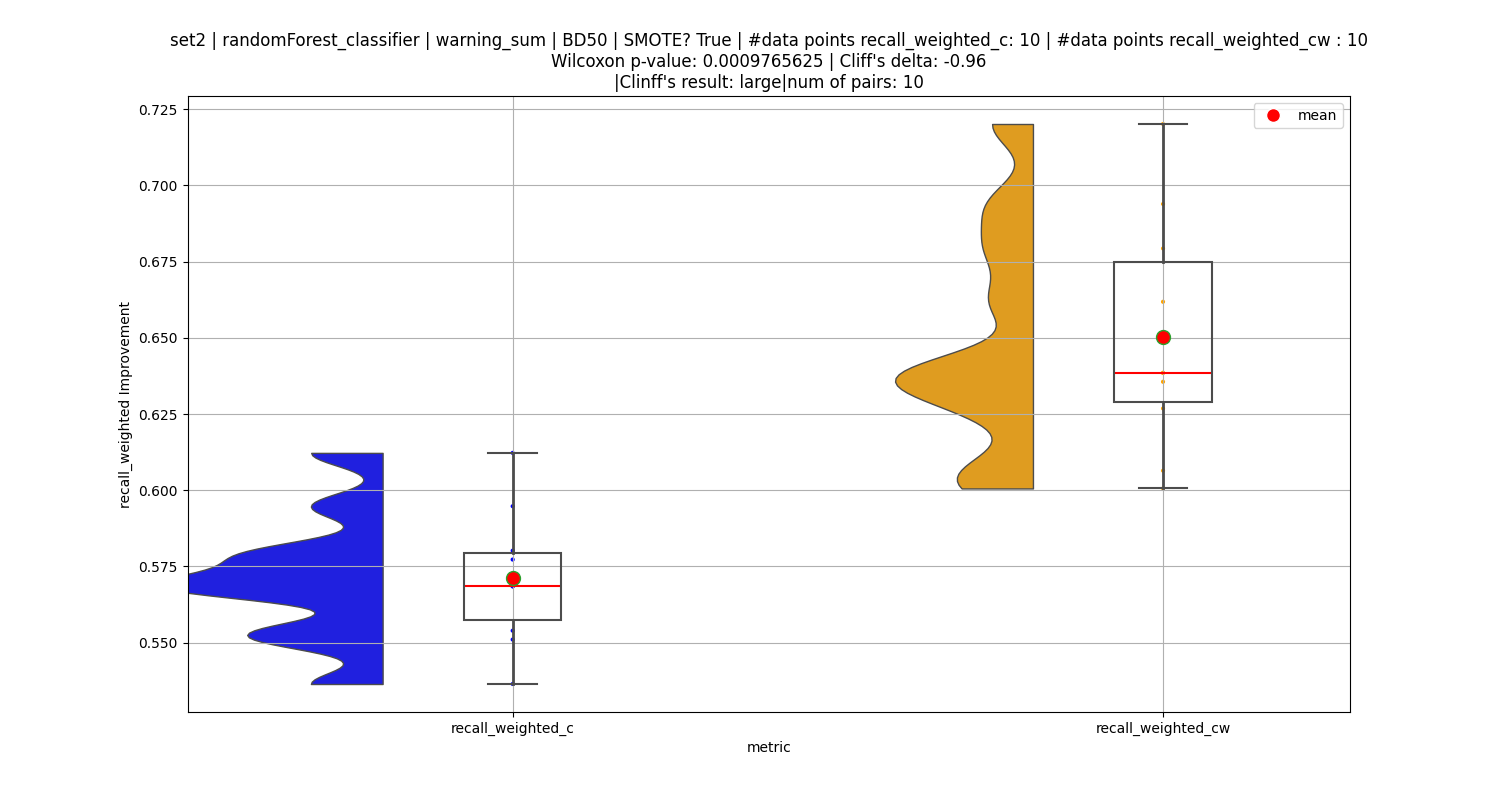 set2 | randomForest_classifier | warning_sum | BD50 | SMOTE? True | #data points recall_weighted_c: 10 | #data points recall_weighted_cw : 10
Wilcoxon p-value: 0.0009765625 | Cliff's delta: -0.96
|Clinff's result: large|num of pairs: 10
mean
0.725
0.700
0.675
0.650
0.625
0.600
0.575
0.550
recall_weighted Improvement
recall_weighted_c
recall_weighted_cw
metric